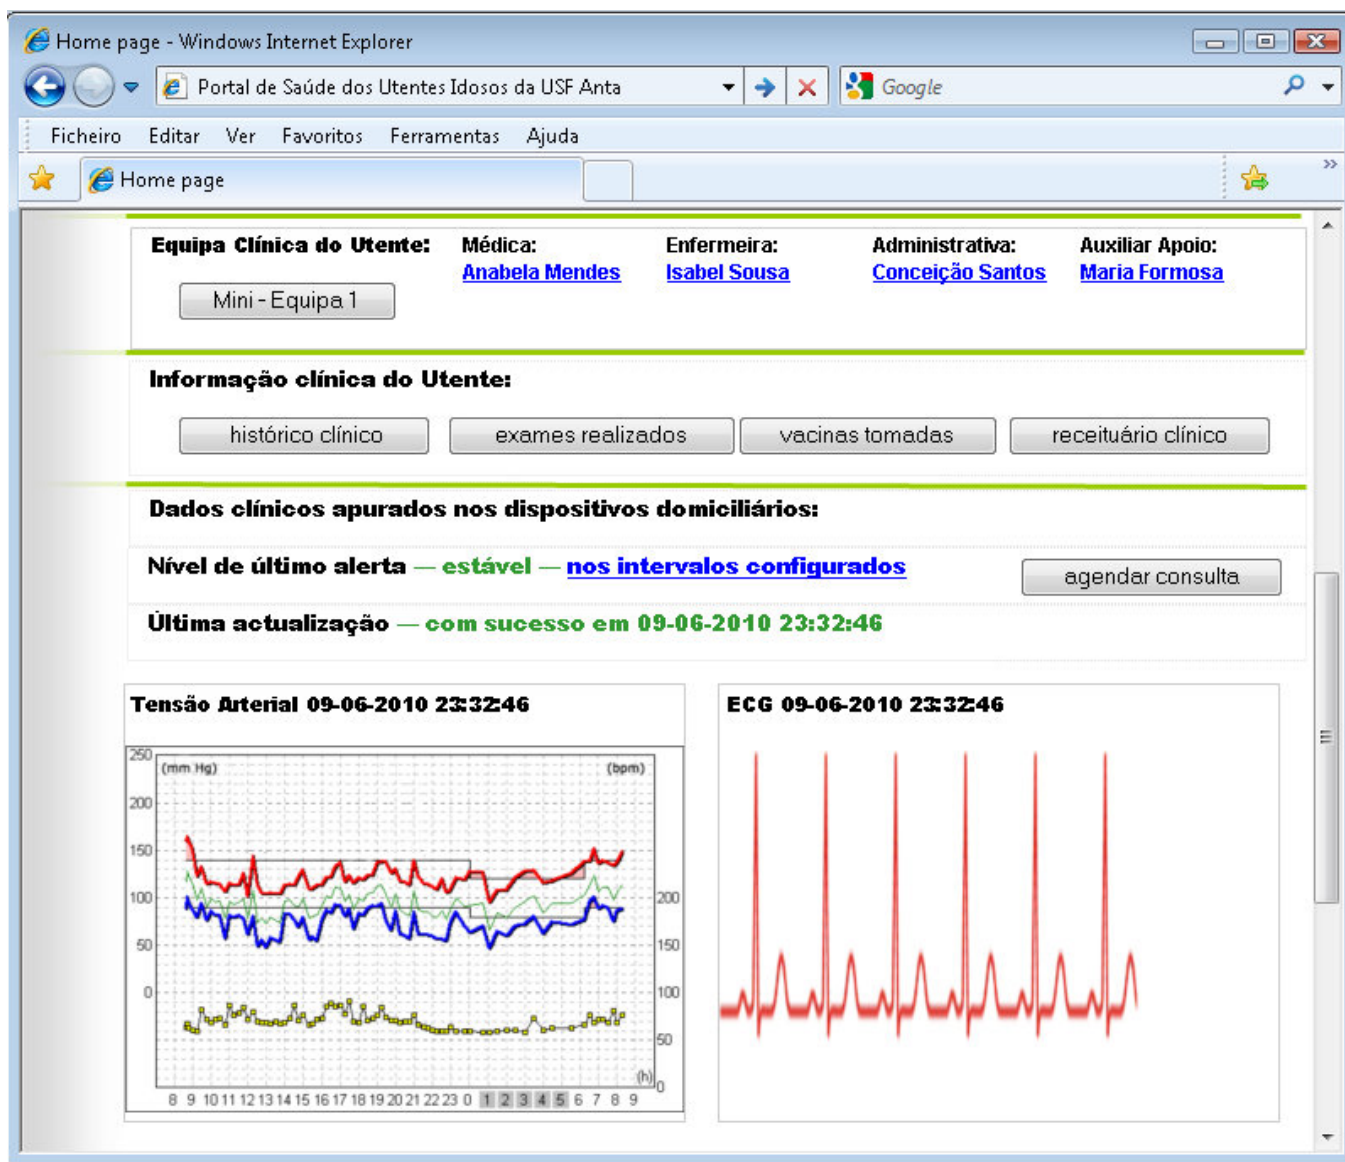 Home page - Windows Internet Explorer
Portal de Saúde dos Utentes Idosos da USF Anta
Google
Ficheiro Editar Ver Favoritos Ferramentas Ajuda
Home page
Equipa Clínica do Utente: Médica: Enfermeira: Administrativa: Auxiliar Apoio:
Anabela Mendes Isabel Sousa Conceição Santos Maria Formosa
Mini - Equipa 1
Informação clínica do Utente:
histórico clínico exames realizados vacinas tomadas receituário clínico
Dados clínicos apurados nos dispositivos domiciliários:
Nível de último alerta — estável — nos intervalos configurados
agendar consulta
Última actualização — com sucesso em 09-06-2010 23:32:46
Tensão Arterial 09-06-2010 23:32:46 ECG 09-06-2010 23:32:46
250 (mm Hg) (bpm)
200
150
100 200
50 150
0 100
50
(h) 0
8 9 10 11 12 13 14 15 16 17 18 19 20 21 22 23 0 1 2 3 4 5 6 7 8 9